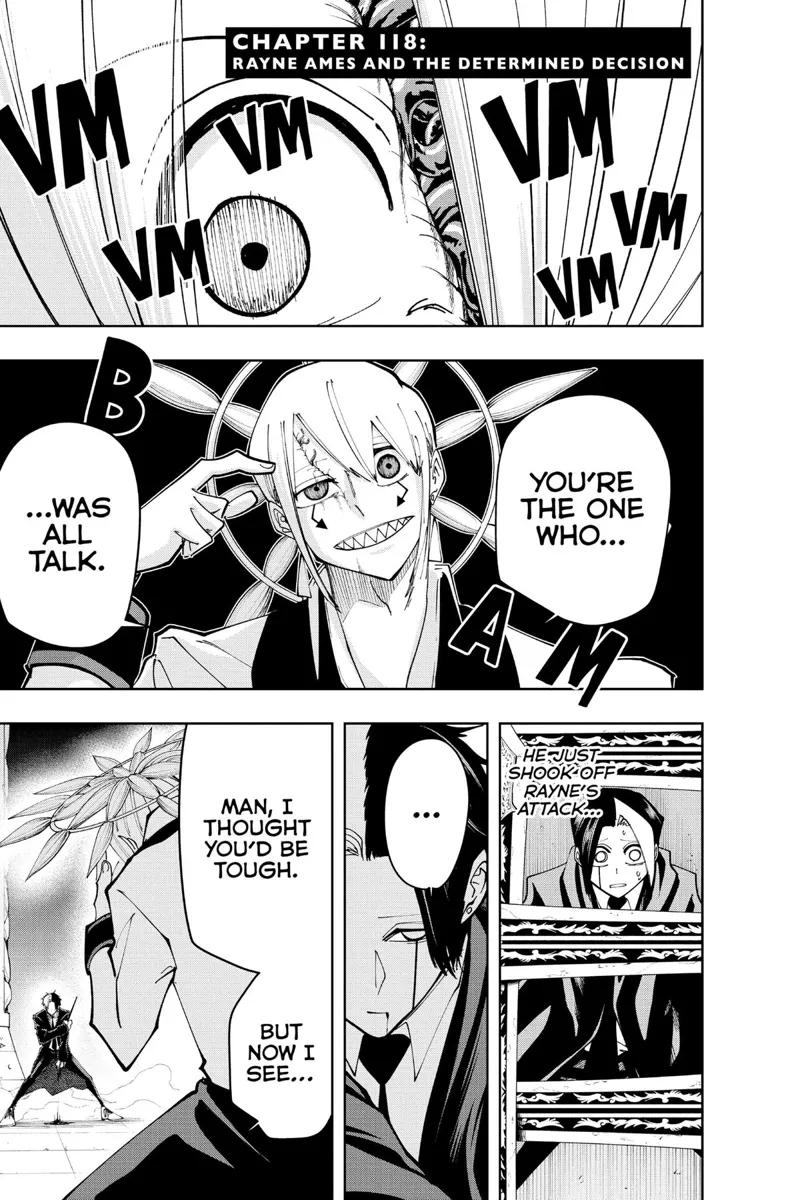 CHAPTER 118:
RAYNE AMES AND THE DETERMINED DECISION
VM
VM
VM
VM
VM
VM
VM
YOU'RE
THE ONE
WHO...
...WAS
ALL
TALK.
B
A
M
HE JUST
SHOOK OFF
RAYNE'S
ATTACK...
...
MAN, I
THOUGHT
YOU'D BE
TOUGH.
BUT
NOW I
SEE...